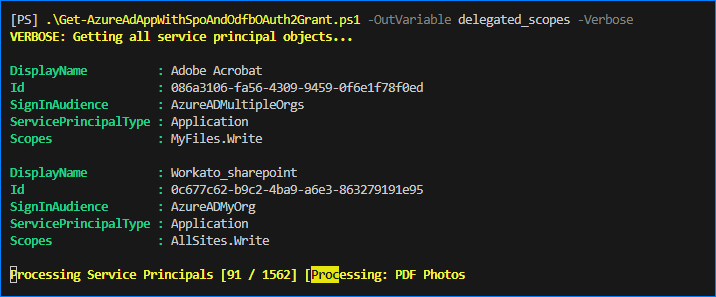 [PS] .\Get-AzureAdAppWithSpoAndOdfbOAuth2Grant.ps1 -OutVariable delegated_scopes -Verbose
VERBOSE: Getting all service principal objects...
DisplayName : Adobe Acrobat
Id : 086a3106-fa56-4309-9459-0f6e1f78f0ed
SignInAudience : AzureADMultipleOrgs
ServicePrincipalType : Application
Scopes : MyFiles.Write
DisplayName : Workato_sharepoint
Id : 0c677c62-b9c2-4ba9-a6e3-863279191e95
SignInAudience : AzureADMyOrg
ServicePrincipalType : Application
Scopes : AllSites.Write
Processing Service Principals [91 / 1562] [Processing: PDF Photos